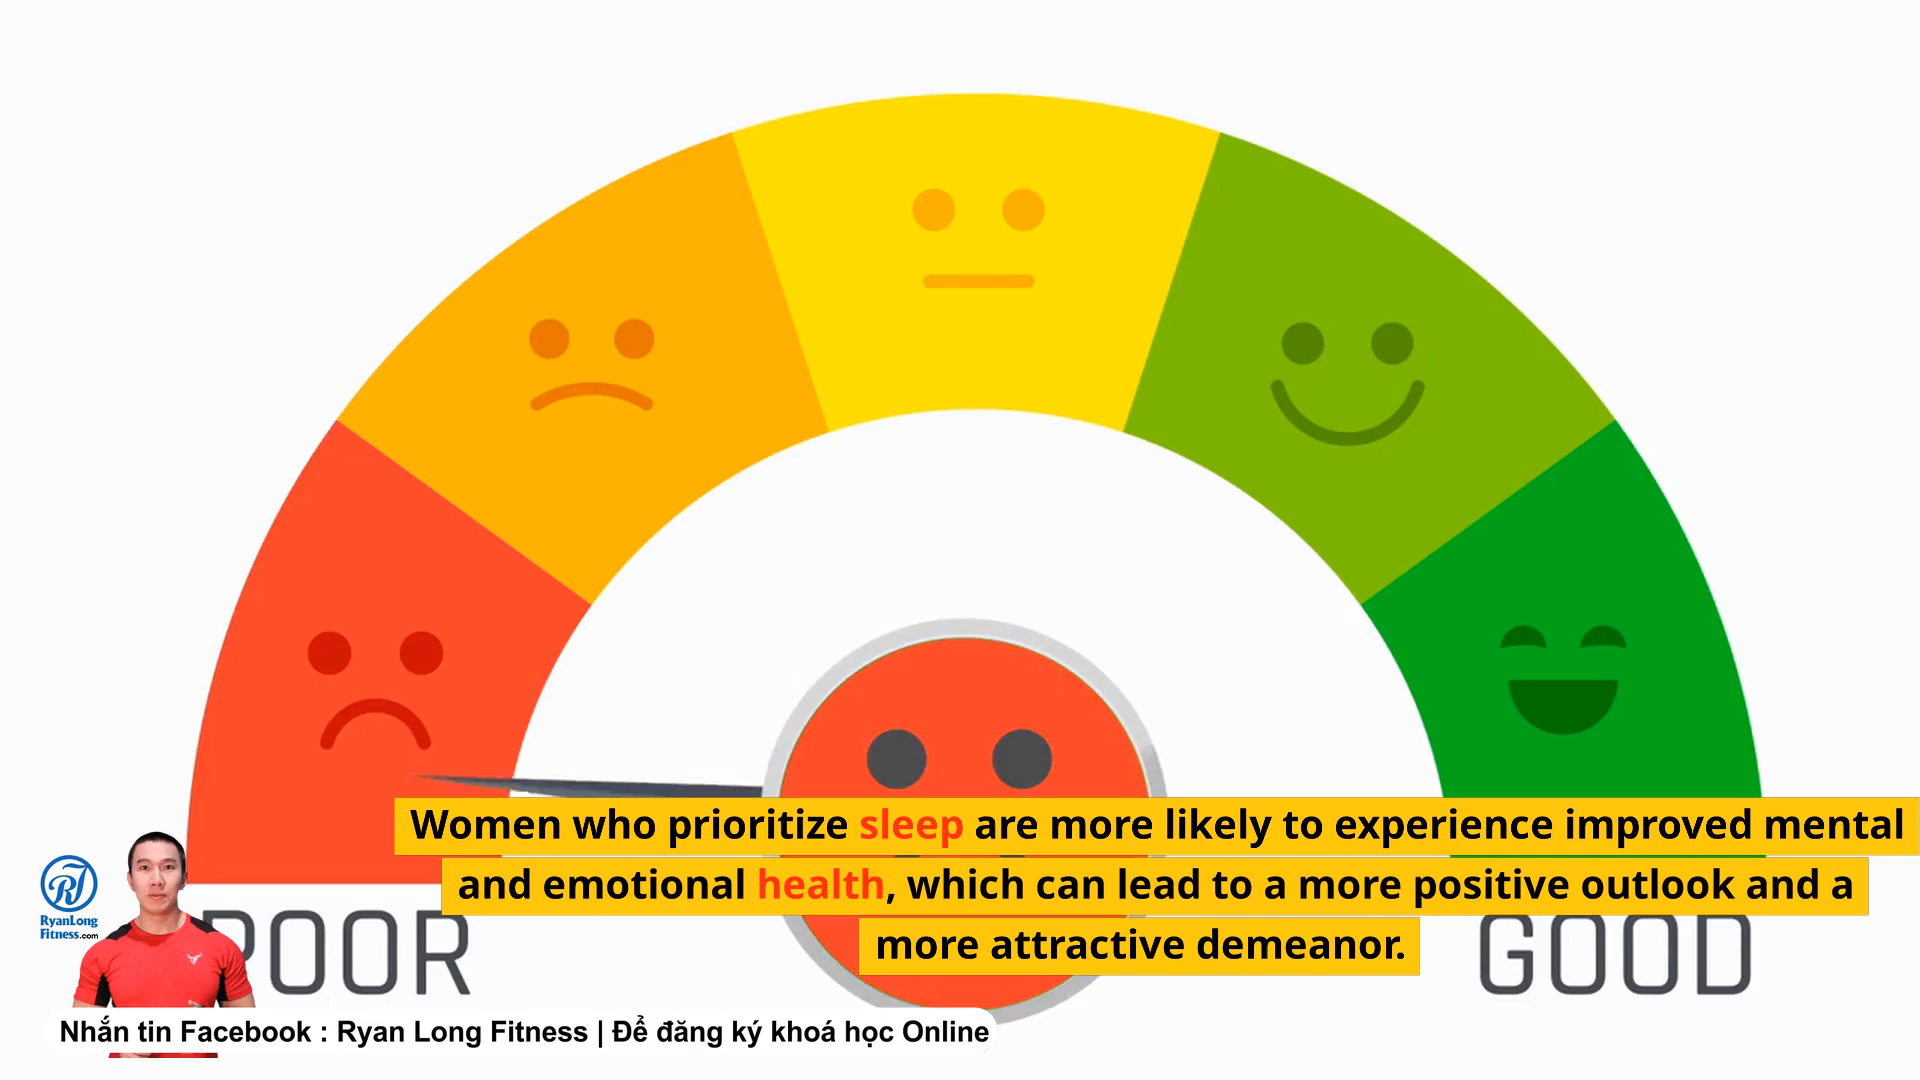 Women who prioritize sleep are more likely to experience improved mental
and emotional health, which can lead to a more positive outlook and a
more attractive demeanor.
POOR
GOOD
RyanLong
Fitness.com
Nhắn tin Facebook : Ryan Long Fitness | Để đăng ký khoá học Online